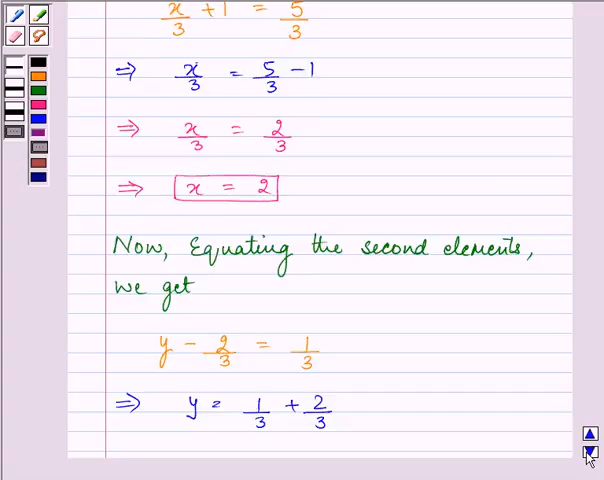 x/3 + 1 = 5/3
⇒ x/3 = 5/3 - 1
⇒ x/3 = 2/3
⇒ x = 2
Now, Equating the second elements,
we get
y - 2/3 = 1/3
⇒ y = 1/3 + 2/3